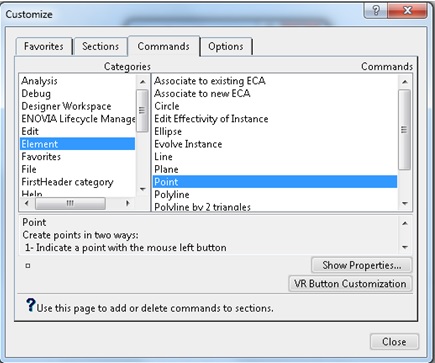 Customize
Favorites Sections Commands Options
Categories Commands
Analysis
Debug
Designer Workspace
ENOVIA Lifecycle Manage
Edit
Element
Favorites
File
FirstHeader category
Help
Associate to existing ECA
Associate to new ECA
Circle
Edit Effectivity of Instance
Ellipse
Evolve Instance
Line
Plane
Point
Polyline
Polyline by 2 triangles
Point
Create points in two ways:
1- Indicate a point with the mouse left button
Show Properties...
VR Button Customization
? Use this page to add or delete commands to sections.
Close